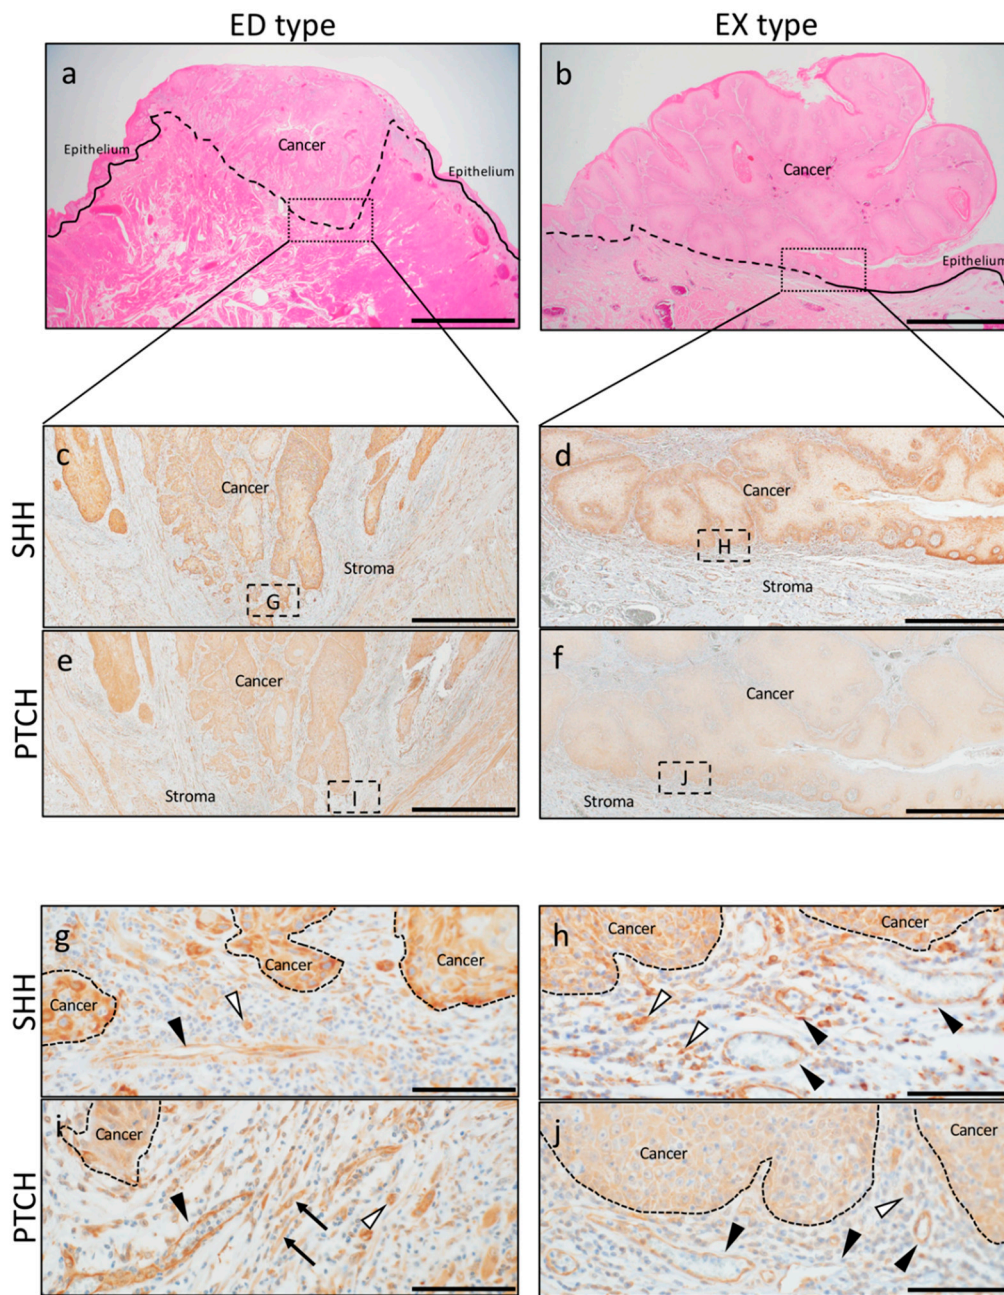 ED type
EX type
a
Epithelium
Cancer
Epithelium
b
Cancer
Epithelium
SHH
c
Cancer
Stroma
G
d
Cancer
H
Stroma
PTCH
e
Cancer
Stroma
I
f
Cancer
J
Stroma
SHH
g
Cancer
Cancer
Cancer
h
Cancer
Cancer
PTCH
i
Cancer
j
Cancer
Cancer